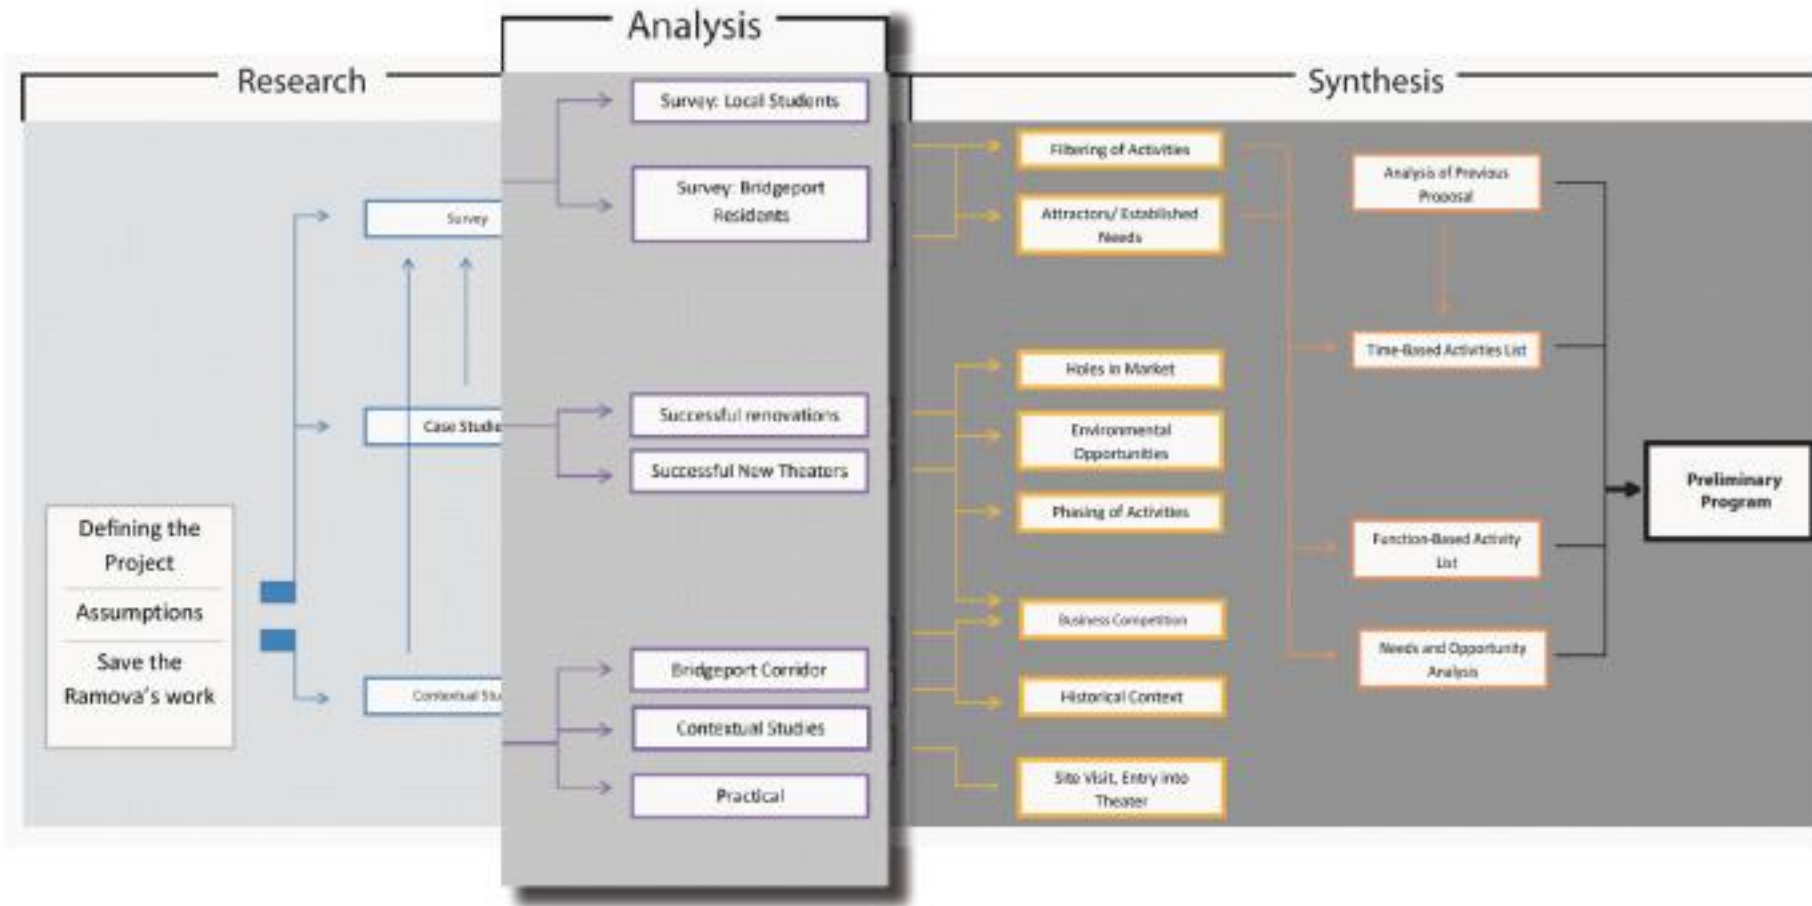 Analysis
Research
Synthesis
Defining the
Project
Assumptions
Save the
Ramova's work
Survey
Case Studie
Contextual Stu
Survey: Local Students
Survey: Bridgeport
Residents
Successful renovations
Successful New Theaters
Bridgeport Corridor
Contextual Studies
Practical
Filtering of Activities
Attractors/ Established
Needs
Holes in Market
Environmental
Opportunities
Phasing of Activities
Business Competition
Historical Context
Site Visit, Entry into
Theater
Analysis of Previous
Proposal
Time-Based Activities List
Function-Based Activity
List
Needs and Opportunity
Analysis
Preliminary
Program